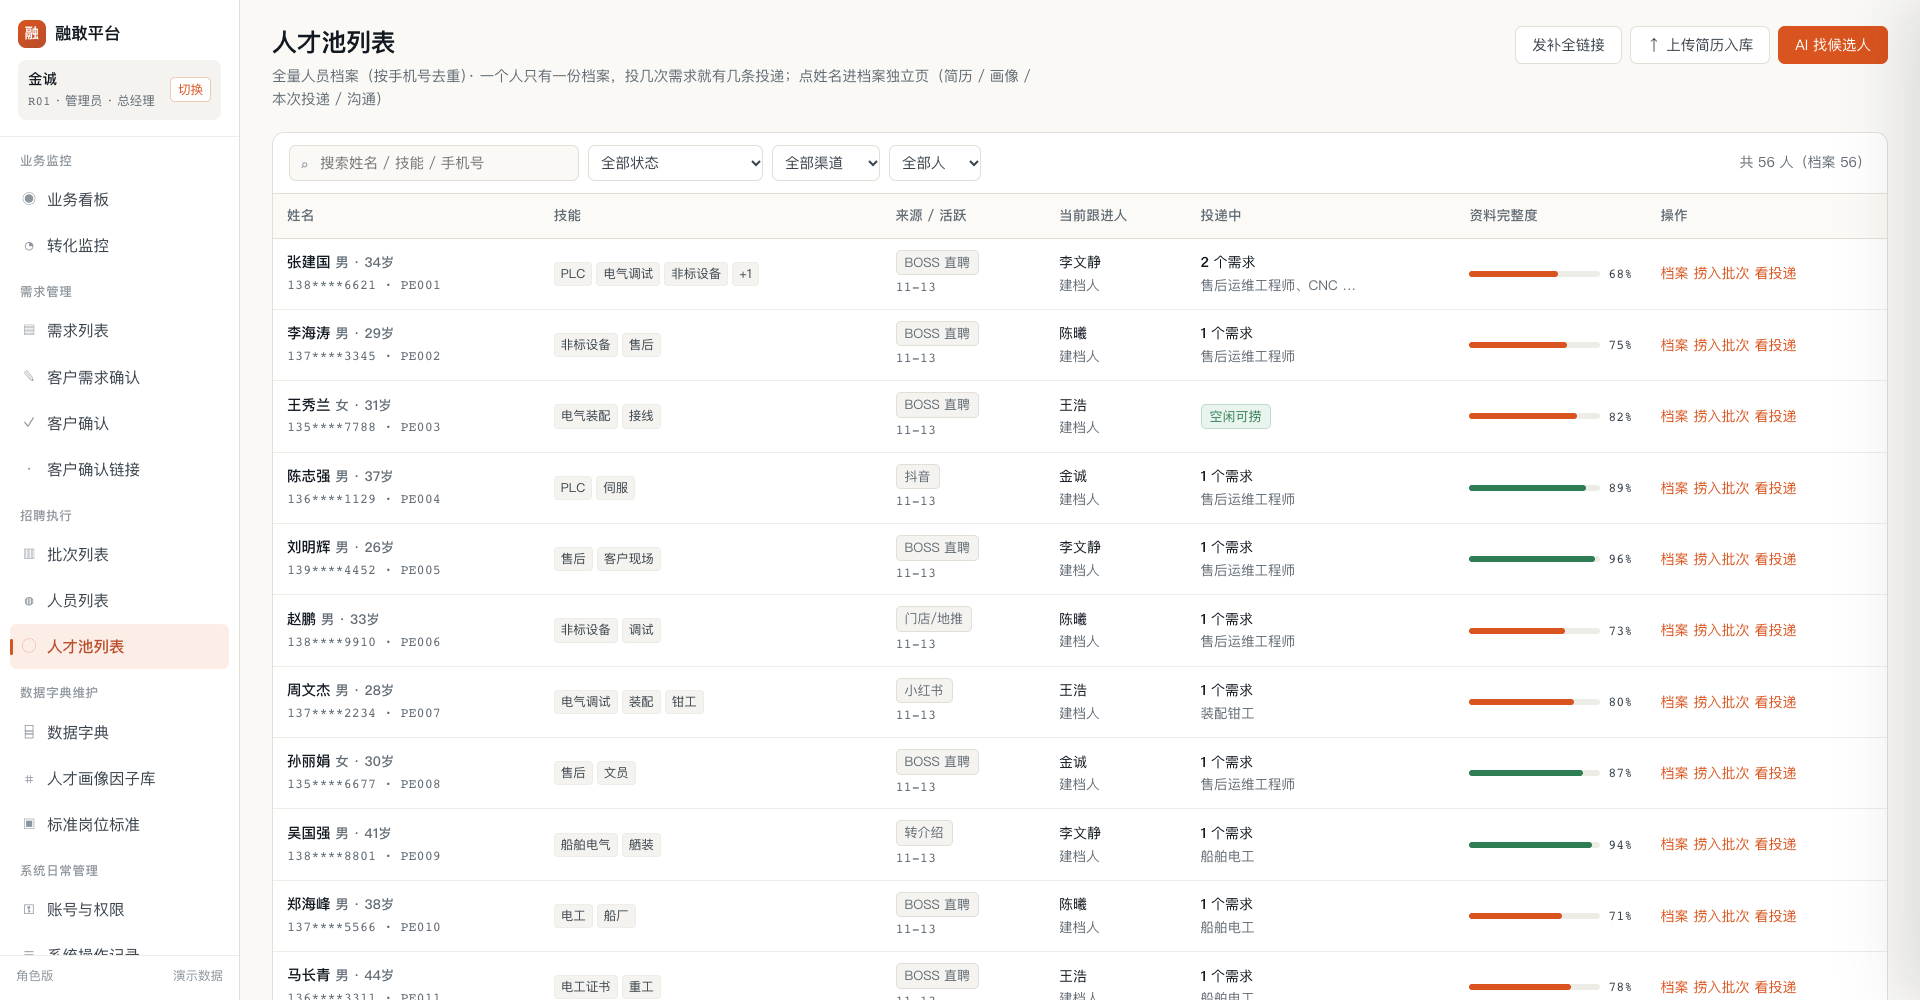 融 融敢平台
金诚
R01 · 管理员 · 总经理
切换
业务监控
业务看板
转化监控
需求管理
需求列表
客户需求确认
客户确认
客户确认链接
招聘执行
批次列表
人员列表
人才池列表
数据字典维护
数据字典
人才画像因子库
标准岗位标准
系统日常管理
账号与权限
系统操作记录
角色版 演示数据
人才池列表
全量人员档案（按手机号去重）· 一个人只有一份档案，投几次需求就有几条投递；点姓名进档案独立页（简历 / 画像 /
本次投递 / 沟通）
发补全链接 ↑ 上传简历入库 AI 找候选人
搜索姓名 / 技能 / 手机号 全部状态 全部渠道 全部人 共 56 人（档案 56）
姓名 技能 来源 / 活跃 当前跟进人 投递中 资料完整度 操作
张建国 男 · 34岁
138****6621 · PE001
PLC 电气调试 非标设备 +1
BOSS 直聘
11-13
李文静
建档人
2 个需求
售后运维工程师、CNC …
68%
档案 捞入批次 看投递
李海涛 男 · 29岁
137****3345 · PE002
非标设备 售后
BOSS 直聘
11-13
陈曦
建档人
1 个需求
售后运维工程师
75%
档案 捞入批次 看投递
王秀兰 女 · 31岁
135****7788 · PE003
电气装配 接线
BOSS 直聘
11-13
王浩
建档人
空闲可捞
82%
档案 捞入批次 看投递
陈志强 男 · 37岁
136****1129 · PE004
PLC 伺服
抖音
11-13
金诚
建档人
1 个需求
售后运维工程师
89%
档案 捞入批次 看投递
刘明辉 男 · 26岁
139****4452 · PE005
售后 客户现场
BOSS 直聘
11-13
李文静
建档人
1 个需求
售后运维工程师
96%
档案 捞入批次 看投递
赵鹏 男 · 33岁
138****9910 · PE006
非标设备 调试
门店/地推
11-13
陈曦
建档人
1 个需求
售后运维工程师
73%
档案 捞入批次 看投递
周文杰 男 · 28岁
137****2234 · PE007
电气调试 装配 钳工
小红书
11-13
王浩
建档人
1 个需求
装配钳工
80%
档案 捞入批次 看投递
孙丽娟 女 · 30岁
135****6677 · PE008
售后 文员
BOSS 直聘
11-13
金诚
建档人
1 个需求
售后运维工程师
87%
档案 捞入批次 看投递
吴国强 男 · 41岁
138****8801 · PE009
船舶电气 舾装
转介绍
11-13
李文静
建档人
1 个需求
船舶电工
94%
档案 捞入批次 看投递
郑海峰 男 · 38岁
137****5566 · PE010
电工 船厂
BOSS 直聘
11-13
陈曦
建档人
1 个需求
船舶电工
71%
档案 捞入批次 看投递
马长青 男 · 44岁
136****3311 · PE011
电工证书 重工
BOSS 直聘
11-13
王浩
建档人
1 个需求
船舶电工
78%
档案 捞入批次 看投递